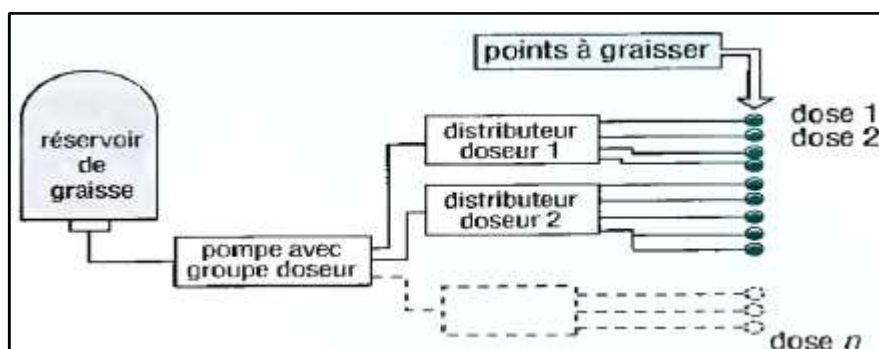 points à graisser
réservoir
de
graisse
dose 1
dose 2
distributeur
doseur 1
distributeur
doseur 2
pompe avec
groupe doseur
dose n